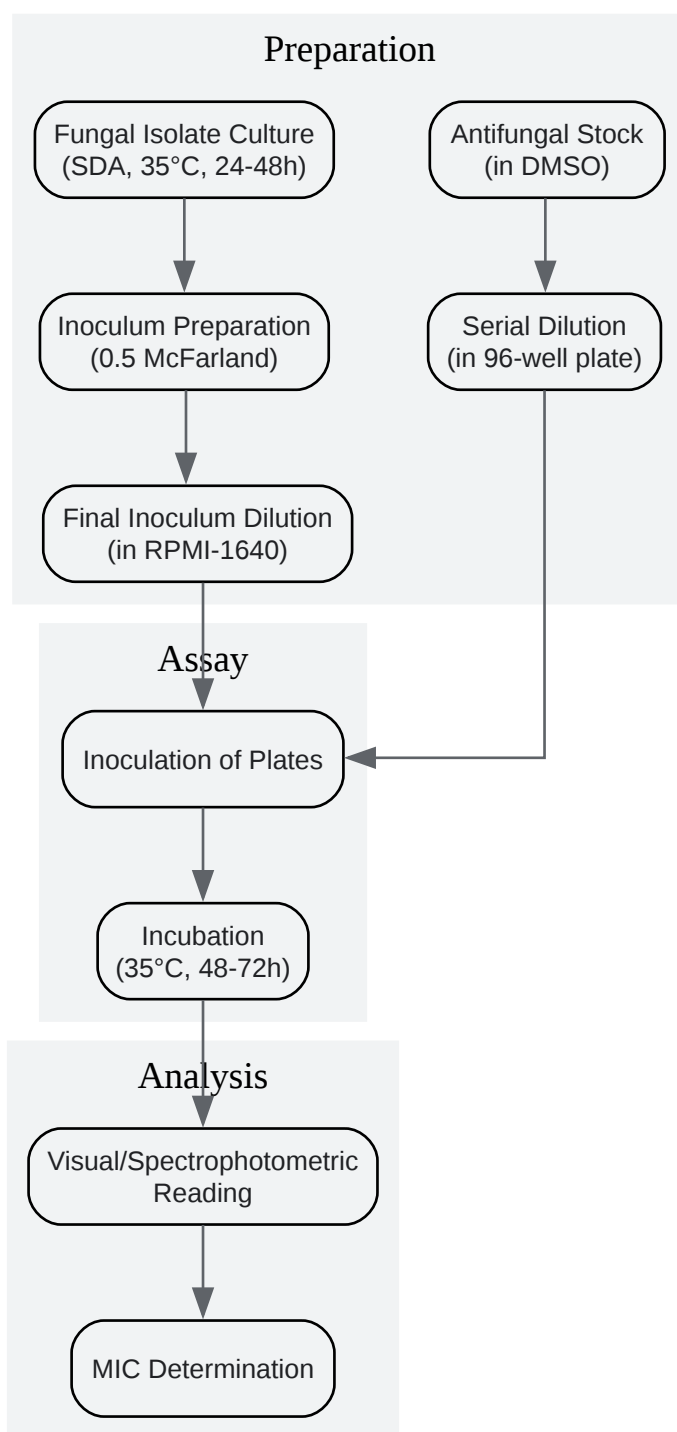 Preparation
Fungal Isolate Culture
(SDA, 35°C, 24-48h)
Antifungal Stock
(in DMSO)
Inoculum Preparation
(0.5 McFarland)
Serial Dilution
(in 96-well plate)
Final Inoculum Dilution
(in RPMI-1640)
Assay
Inoculation of Plates
Incubation
(35°C, 48-72h)
Analysis
Visual/Spectrophotometric
Reading
MIC Determination